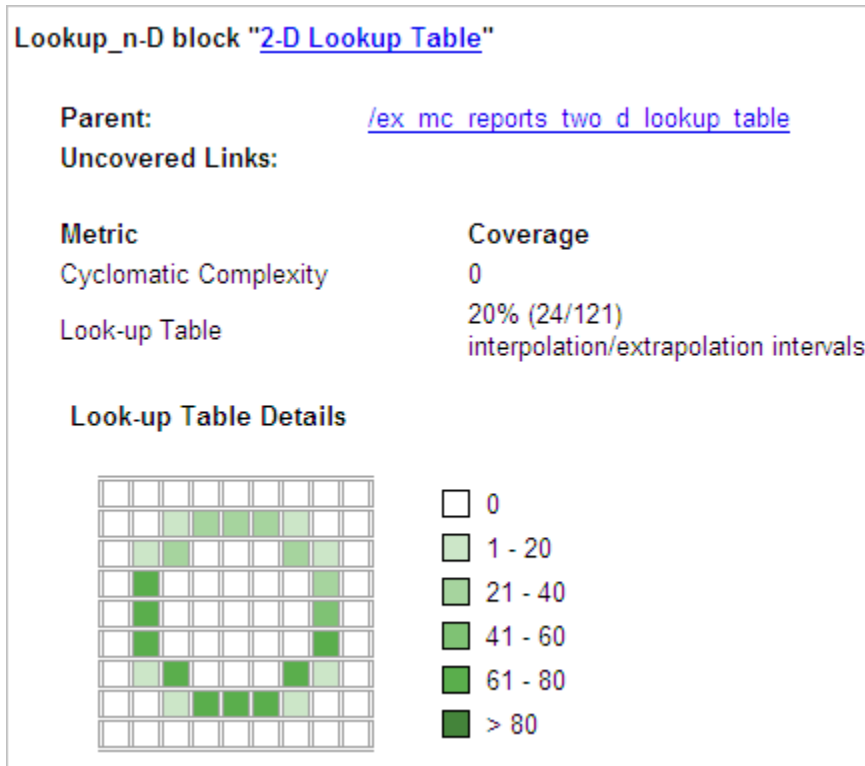 Lookup_n-D block "2-D Lookup Table"
Parent: /ex_mc_reports_two_d_lookup_table
Uncovered Links:
Metric Coverage
Cyclomatic Complexity 0
Look-up Table 20% (24/121)
interpolation/extrapolation intervals
Look-up Table Details
0
1 - 20
21 - 40
41 - 60
61 - 80
> 80